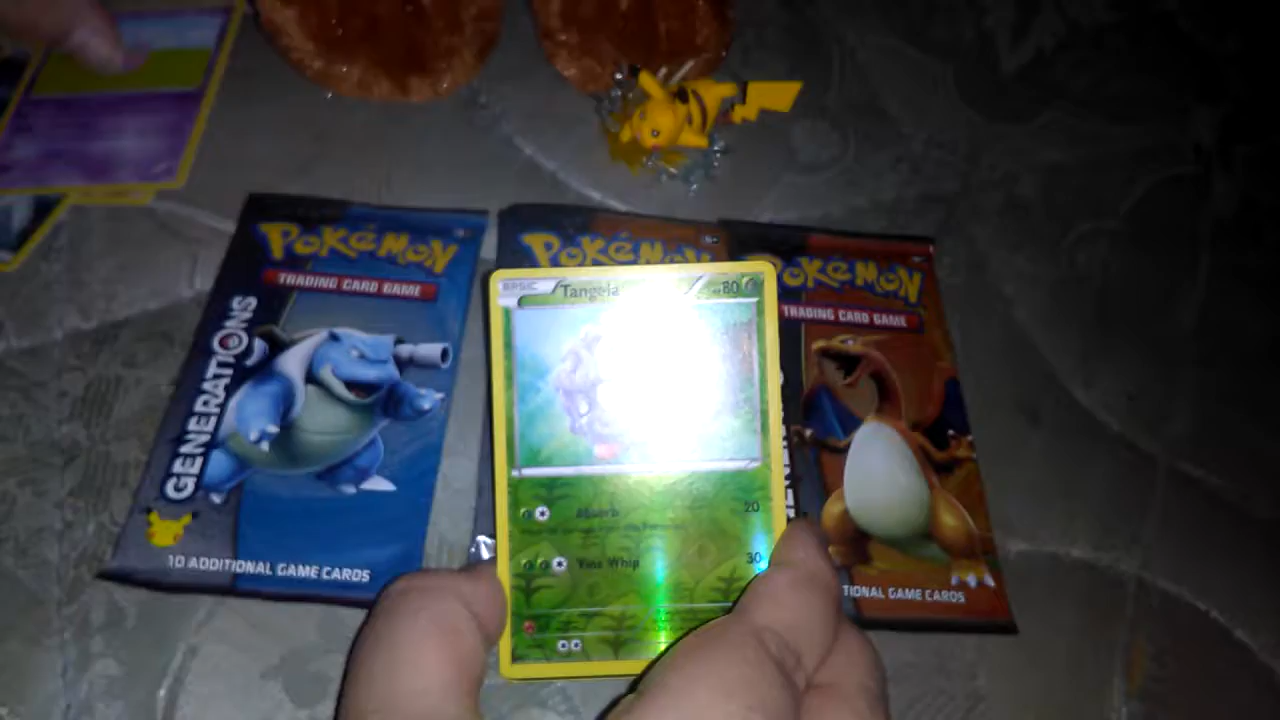 Pokémon
TRADING CARD GAME
GENERATIONS
10 ADDITIONAL GAME CARDS
Pokémon
BASIC Tangela 80
Absorb 20
Vine Whip 30
Pokémon
TRADING CARD GAME
TIONAL GAME CARDS